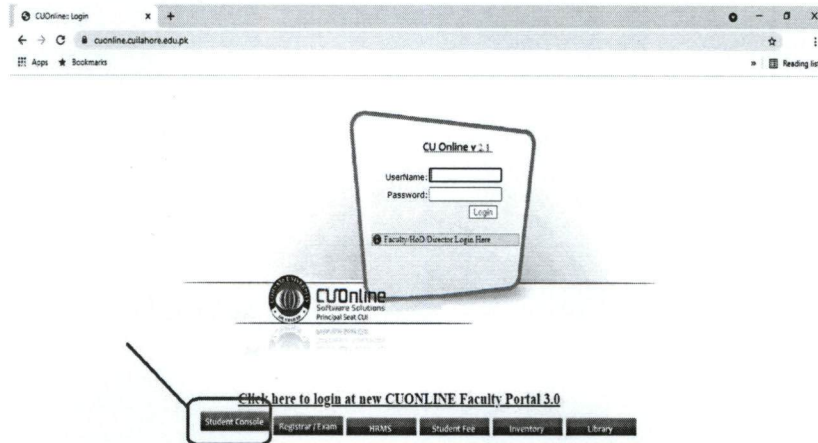 CUOnline: Login
cuonline.cuilahore.edu.pk
Apps Bookmarks » Reading list
CU Online v 2.1
UserName:
Password:
Login
Faculty/HoD/Director Login Here
CUOnline
Software Solutions
Principal Seat CUI
Click here to login at new CUONLINE Faculty Portal 3.0
Student Console Registrar / Exam HRMS Student Fee Inventory Library